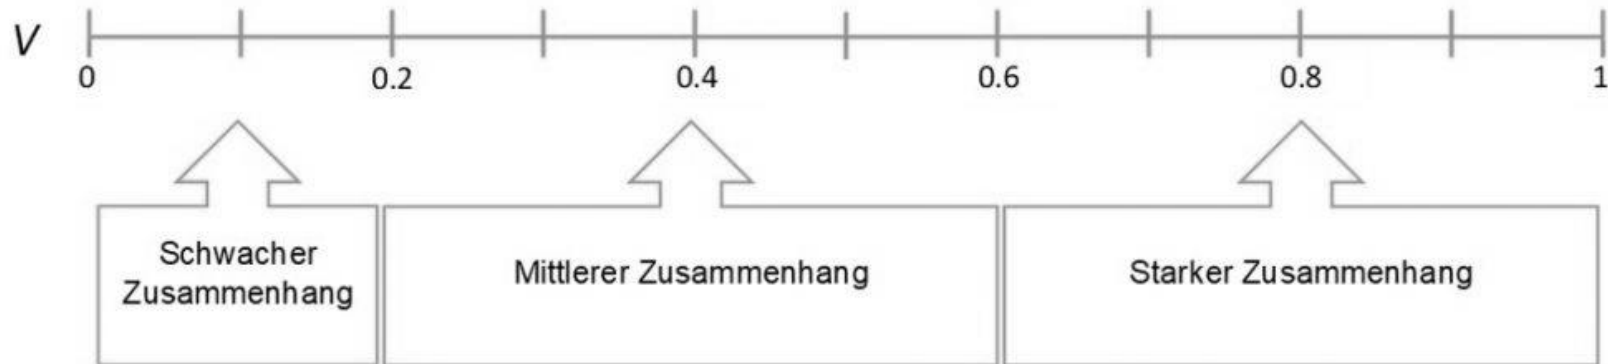 V
0 0.2 0.4 0.6 0.8 1
Schwacher
Zusammenhang
Mittlerer Zusammenhang
Starker Zusammenhang